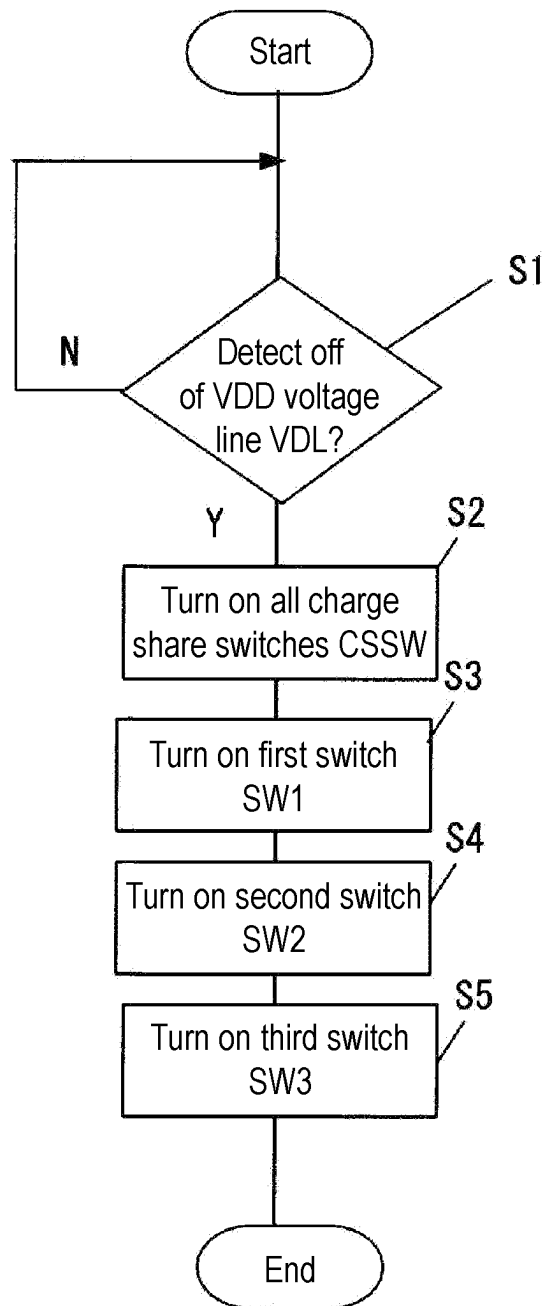 Start
S1
Detect off
of VDD voltage
line VDL?
N
Y
S2
Turn on all charge
share switches CSSW
S3
Turn on first switch
SW1
S4
Turn on second switch
SW2
S5
Turn on third switch
SW3
End